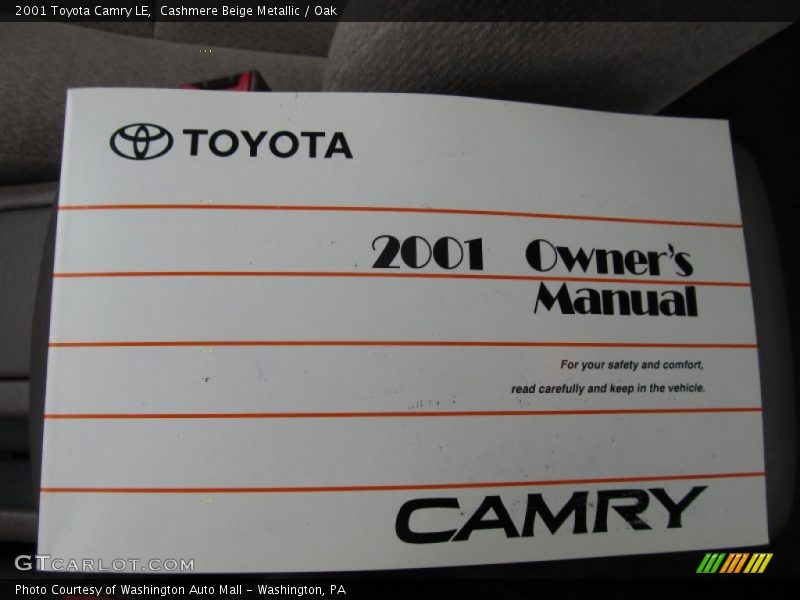 2001 Toyota Camry LE,  Cashmere Beige Metallic / Oak
TOYOTA
2001 Owner's
Manual
For your safety and comfort,
read carefully and keep in the vehicle.
CAMRY
GTCARLOT.COM
Photo Courtesy of Washington Auto Mall - Washington, PA